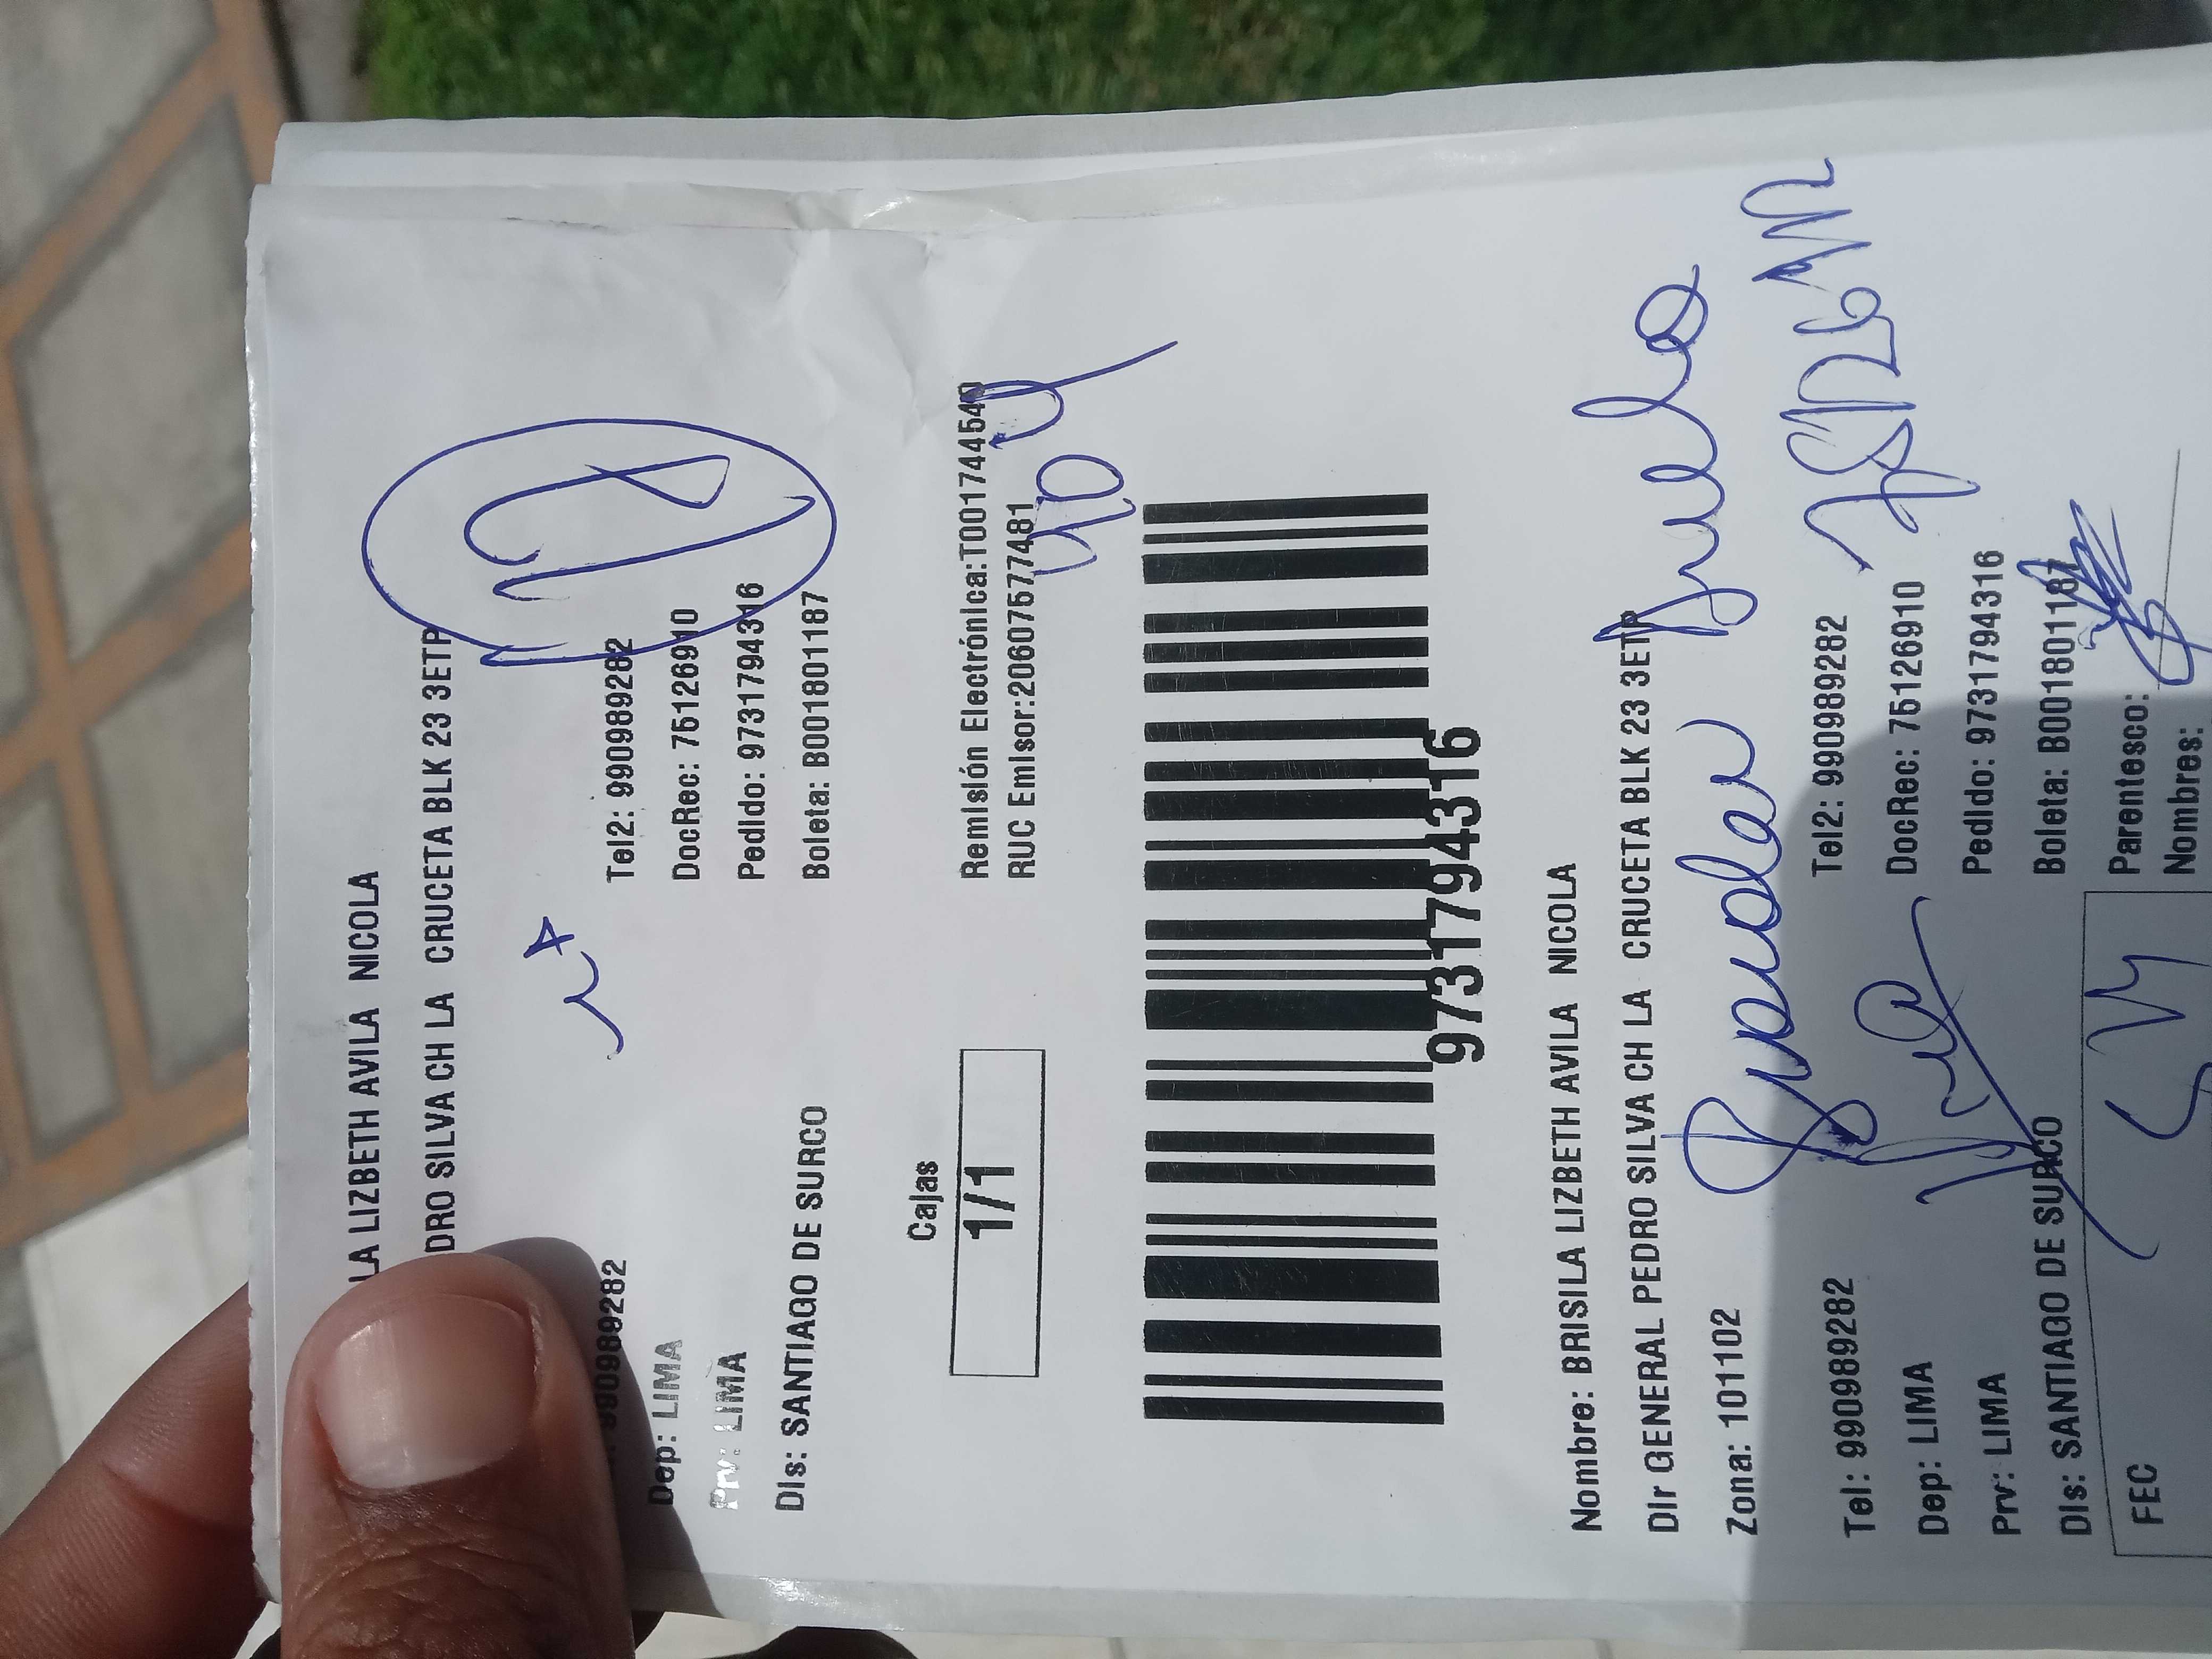 LA LIZBETH AVILA NICOLA
DRO SILVA CH LA CRUCETA BLK 23 3ETP
990989282 Tel2: 990989282
Dep: LIMA DocRec: 75126910
Prv: LIMA Pedido: 9731794316
Dis: SANTIAGO DE SURCO Boleta: B001801187
Cajas
1/1
Remisión Electrónica:T001744540
RUC Emisor:20607577481
9731794316
Nombre: BRISILA LIZBETH AVILA NICOLA
Dir GENERAL PEDRO SILVA CH LA CRUCETA BLK 23 3ETP
Zona: 101102
Tel: 990989282 Tel2: 990989282
Dep: LIMA DocRec: 75126910
Prv: LIMA Pedido: 9731794316
Dis: SANTIAGO DE SURCO Boleta: B001801187
FEC Parentesco:
Nombres: